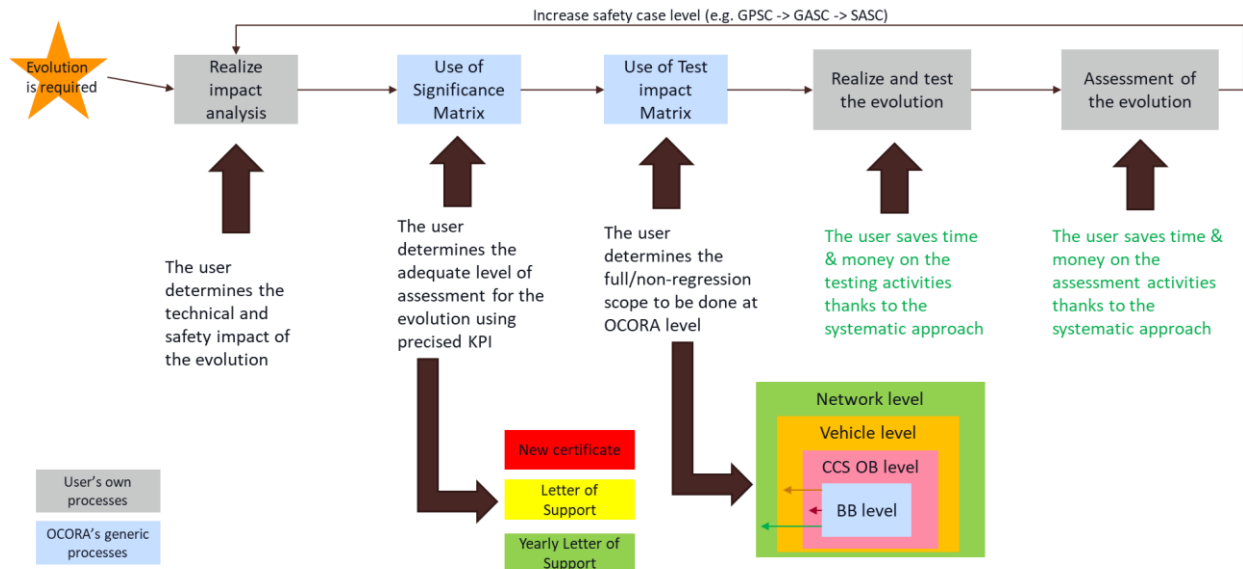 Increase safety case level (e.g. GPSC -> GASC -> SASC)
Evolution
is required
Realize
impact
analysis
Use of
Significance
Matrix
Use of Test
impact
Matrix
Realize and test
the evolution
Assessment of
the evolution
The user
determines the
technical and
safety impact of
the evolution
The user
determines the
adequate level of
assessment for the
evolution using
precised KPI
The user
determines the
full/non-regression
scope to be done at
OCORA level
The user saves time
& money on the
testing activities
thanks to the
systematic approach
The user saves time &
money on the
assessment activities
thanks to the
systematic approach
New certificate
Letter of
Support
Yearly Letter of
Support
Network level
Vehicle level
CCS OB level
BB level
User's own
processes
OCORA's generic
processes